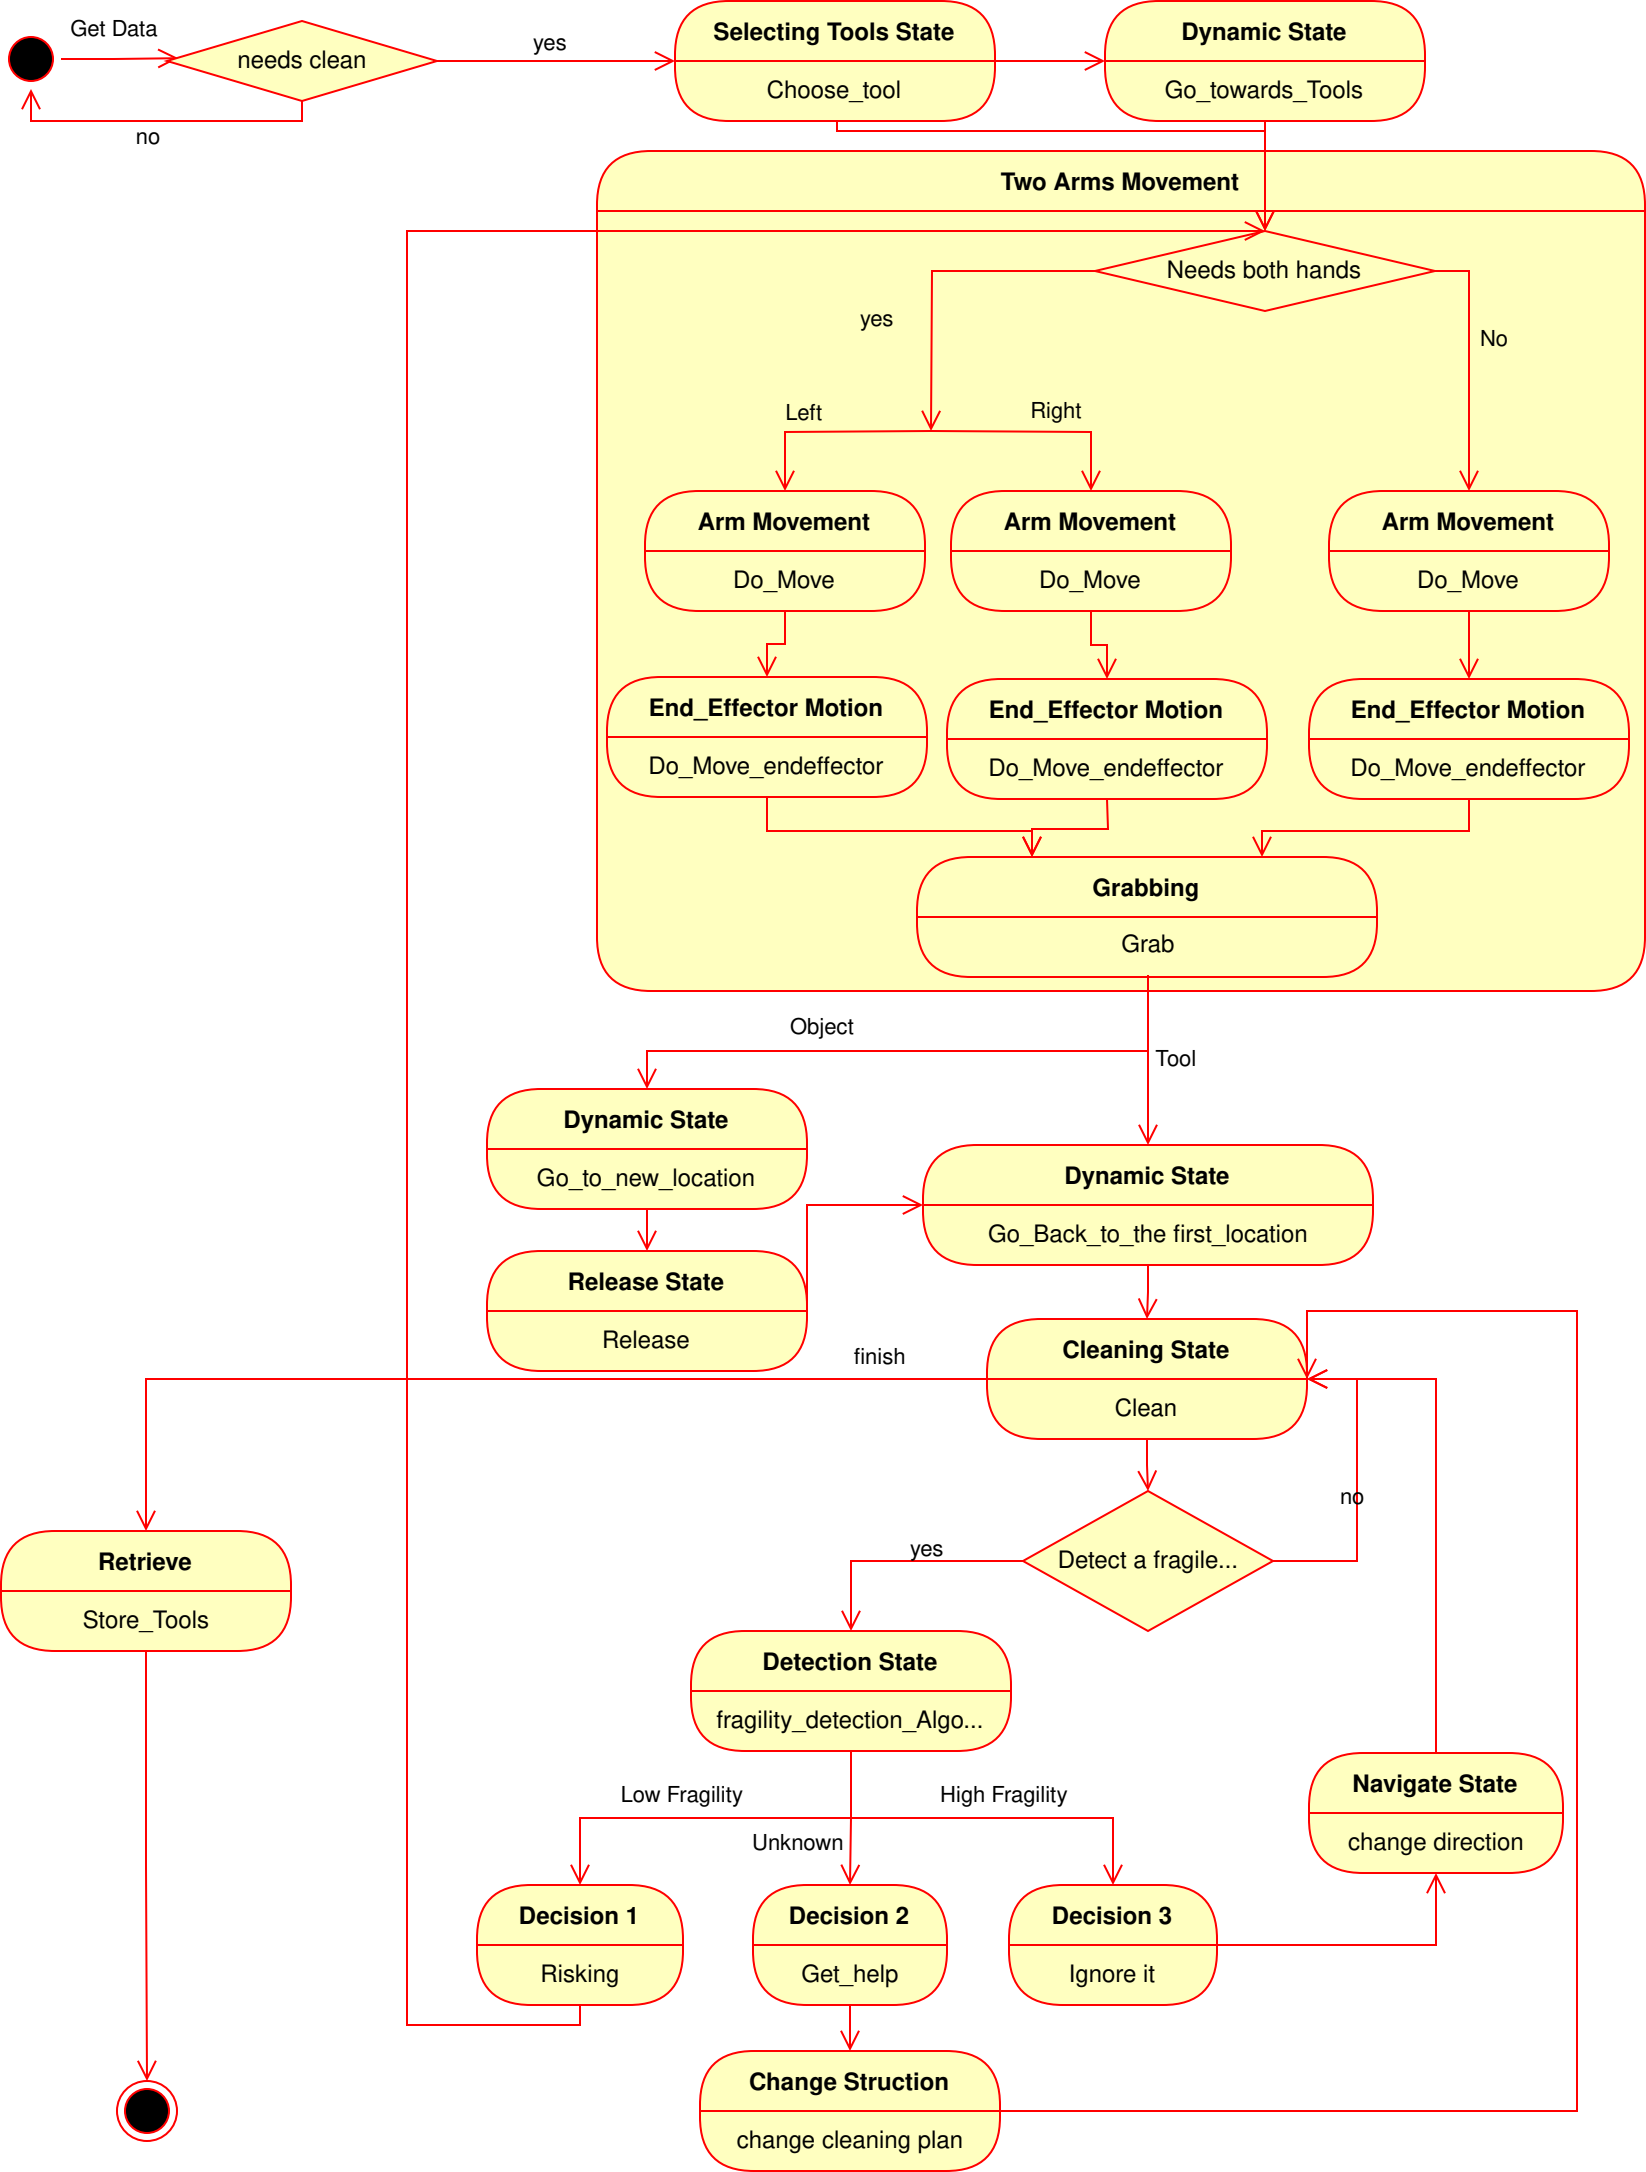 Get Data
needs clean
yes
no
Selecting Tools State
Choose_tool
Dynamic State
Go_towards_Tools
Two Arms Movement
Needs both hands
yes
No
Left
Right
Arm Movement
Do_Move
Arm Movement
Do_Move
Arm Movement
Do_Move
End_Effector Motion
Do_Move_endeffector
End_Effector Motion
Do_Move_endeffector
End_Effector Motion
Do_Move_endeffector
Grabbing
Grab
Object
Tool
Dynamic State
Go_to_new_location
Dynamic State
Go_Back_to_the first_location
Release State
Release
finish
Cleaning State
Clean
no
yes
Detect a fragile...
Retrieve
Store_Tools
Detection State
fragility_detection_Algo...
Low Fragility
High Fragility
Unknown
Navigate State
change direction
Decision 1
Risking
Decision 2
Get_help
Decision 3
Ignore it
Change Struction
change cleaning plan